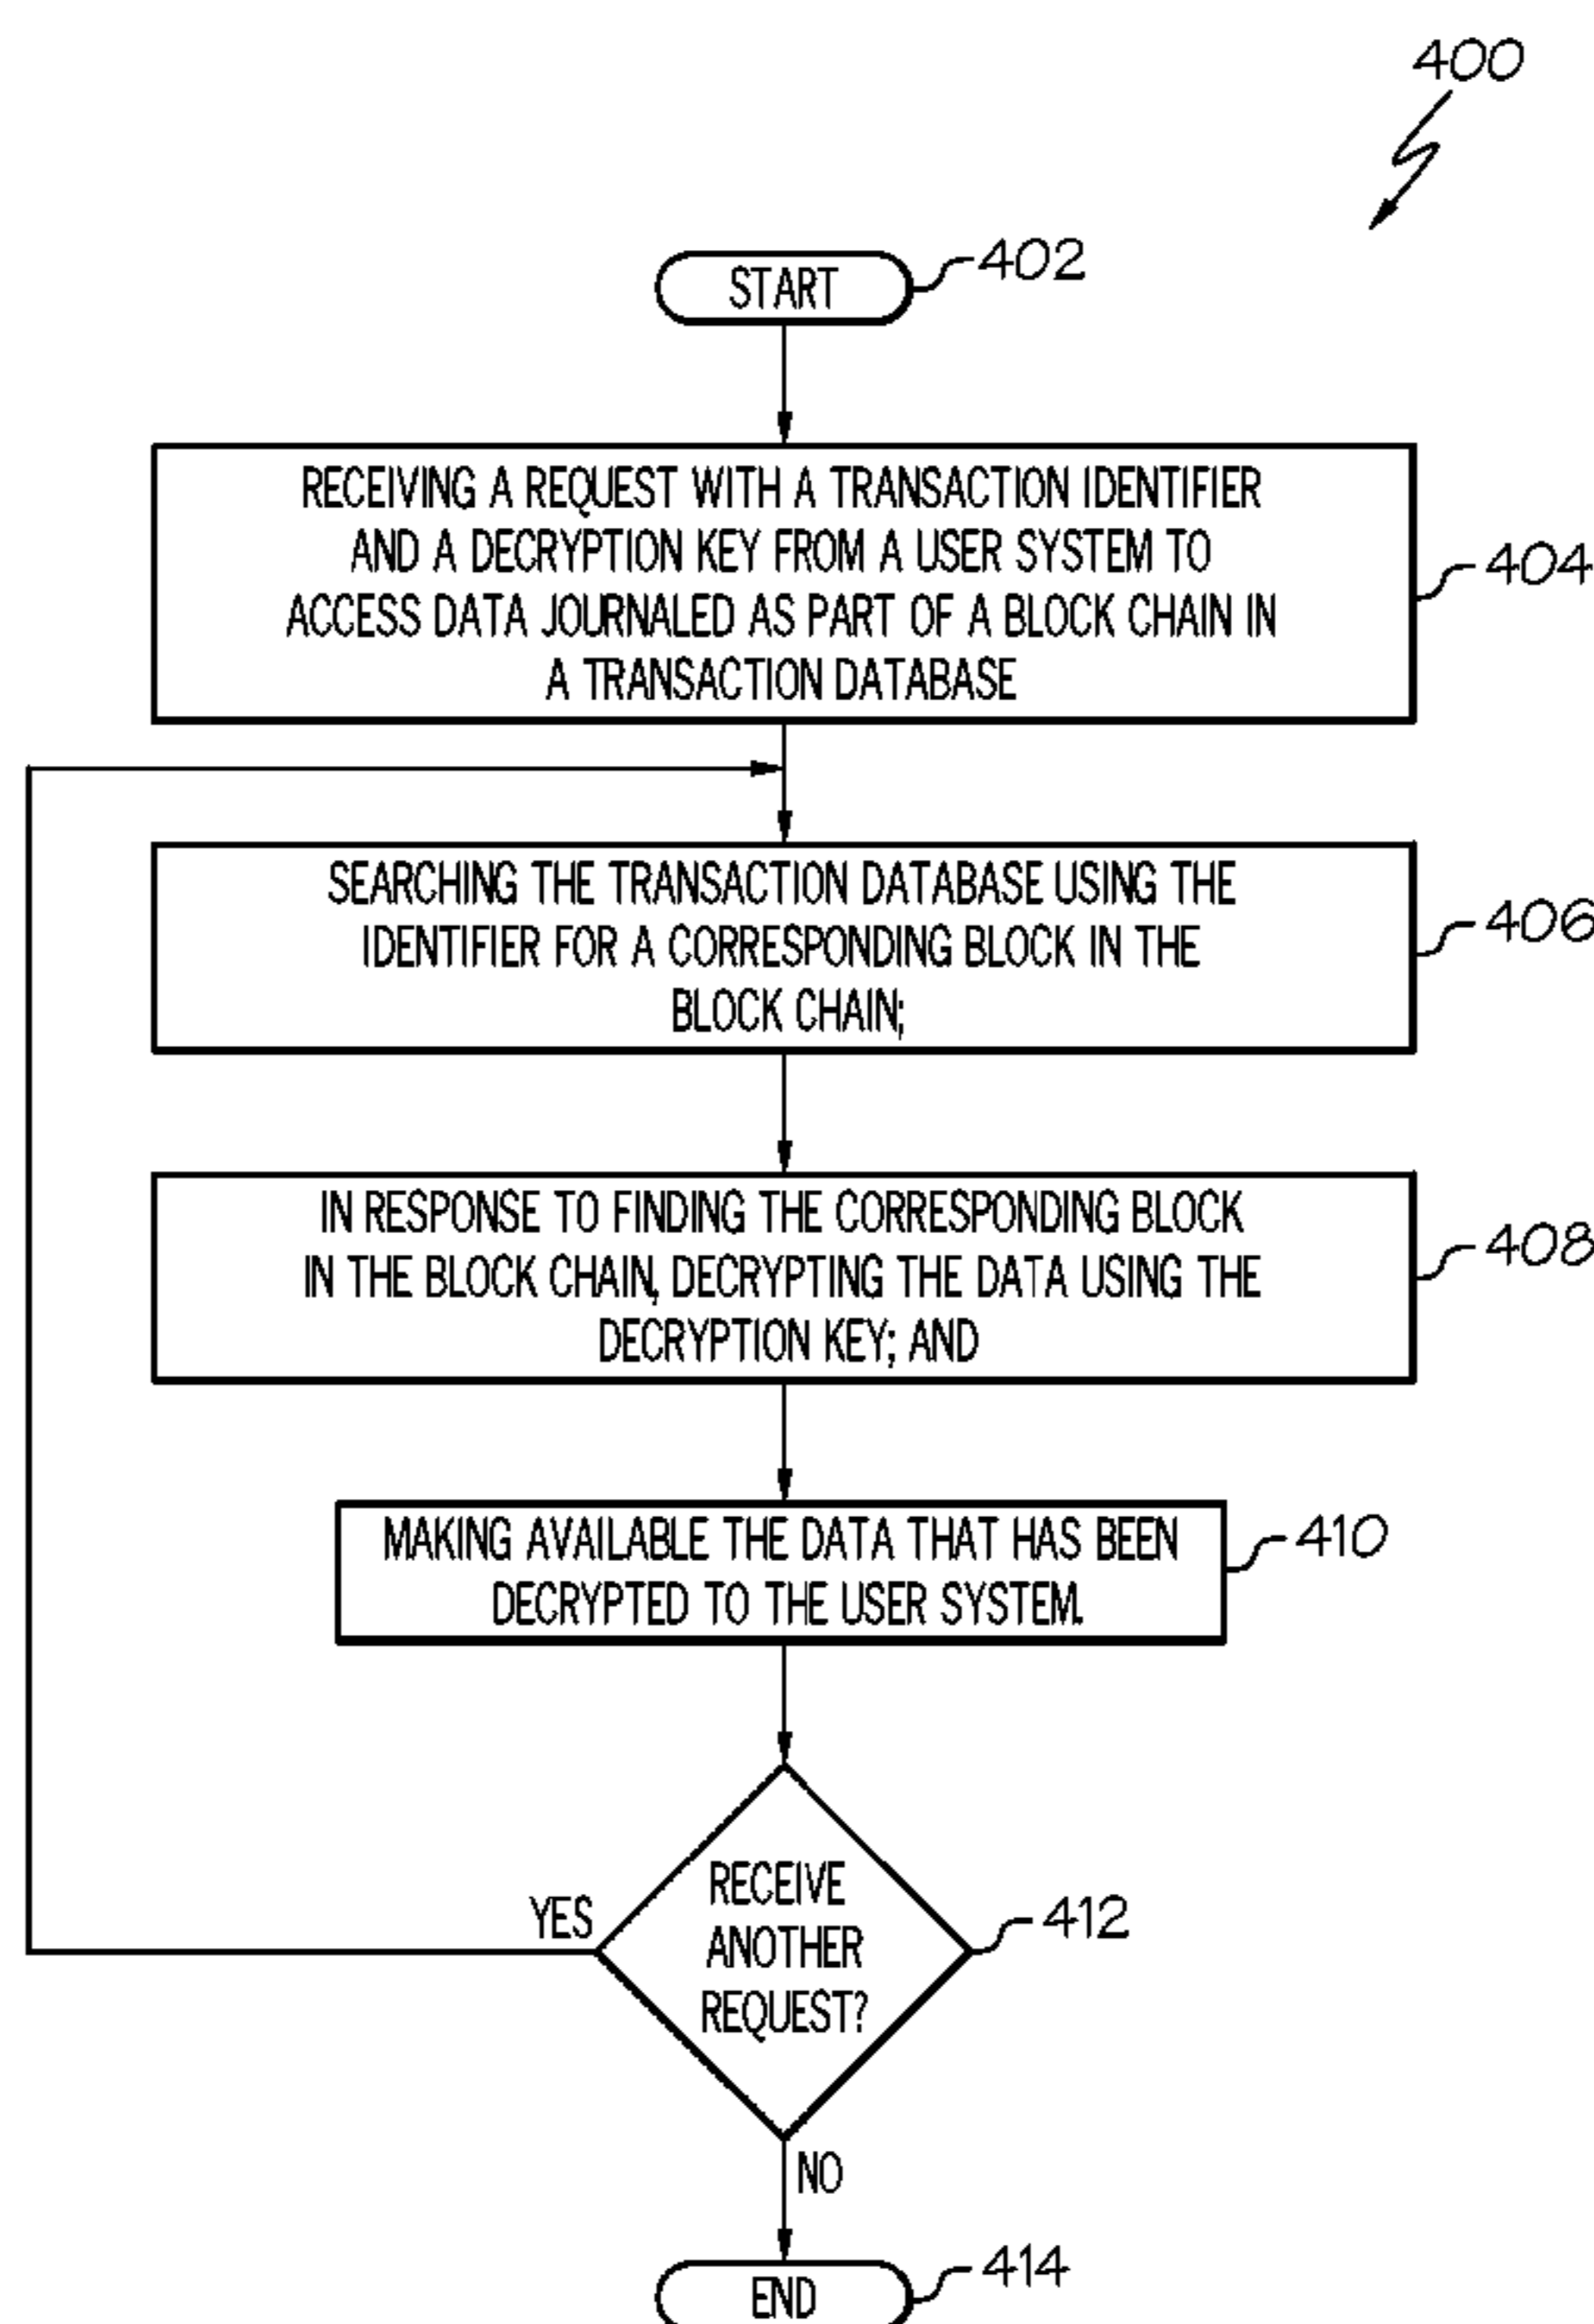 400
START
402
RECEIVING A REQUEST WITH A TRANSACTION IDENTIFIER
AND A DECRYPTION KEY FROM A USER SYSTEM TO
ACCESS DATA JOURNALED AS PART OF A BLOCK CHAIN IN
A TRANSACTION DATABASE
404
SEARCHING THE TRANSACTION DATABASE USING THE
IDENTIFIER FOR A CORRESPONDING BLOCK IN THE
BLOCK CHAIN;
406
IN RESPONSE TO FINDING THE CORRESPONDING BLOCK
IN THE BLOCK CHAIN, DECRYPTING THE DATA USING THE
DECRYPTION KEY; AND
408
MAKING AVAILABLE THE DATA THAT HAS BEEN
DECRYPTED TO THE USER SYSTEM.
410
YES
RECEIVE
ANOTHER
REQUEST?
412
NO
END
414